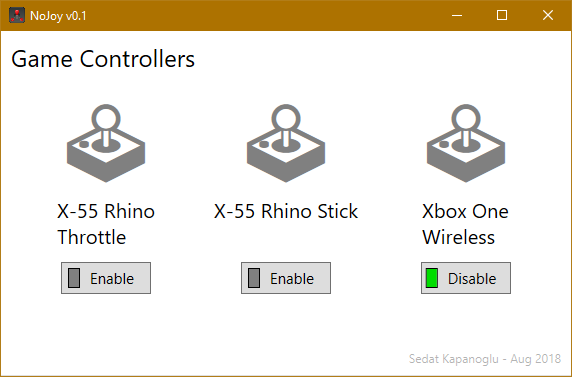 NoJoy v0.1
Game Controllers
X-55 Rhino
Throttle
X-55 Rhino Stick
Xbox One
Wireless
Enable
Enable
Disable
Sedat Kapanoglu - Aug 2018